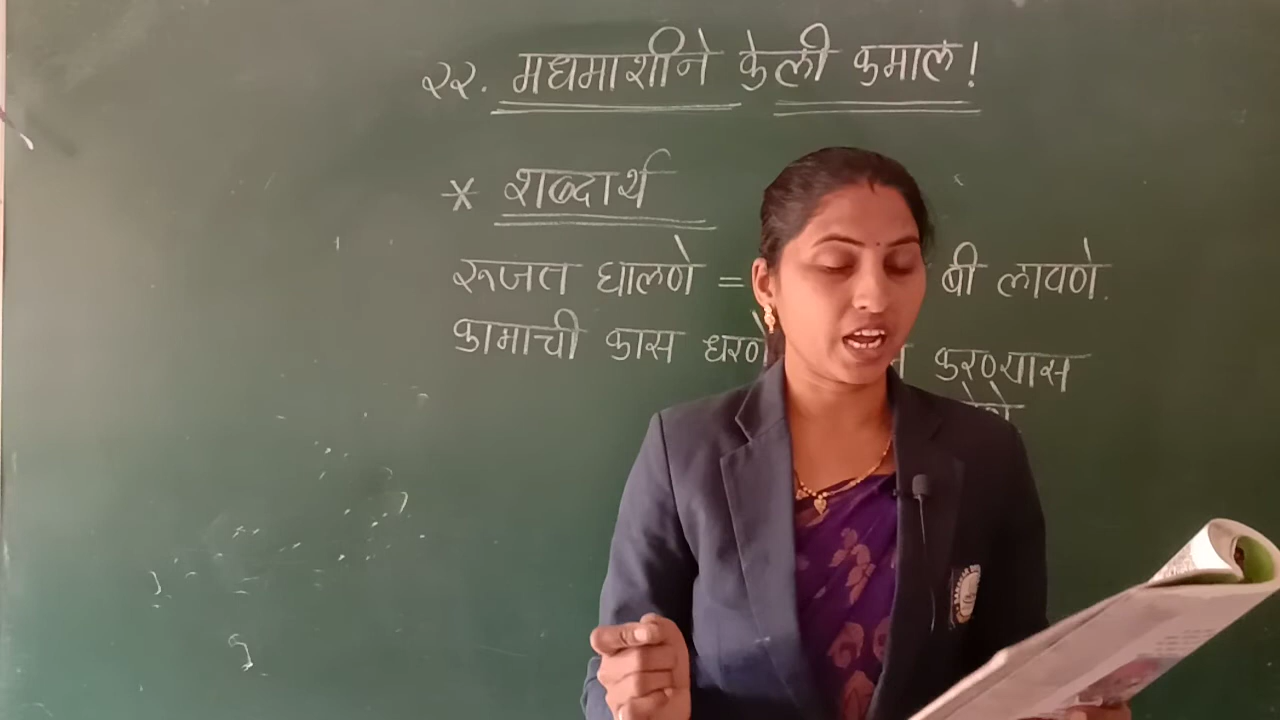 २२. मधमाशीने केली कमाल!
* शब्दार्थ
रूजत घालणे = बी लावणे.
कामाची कास धरणे करण्यास